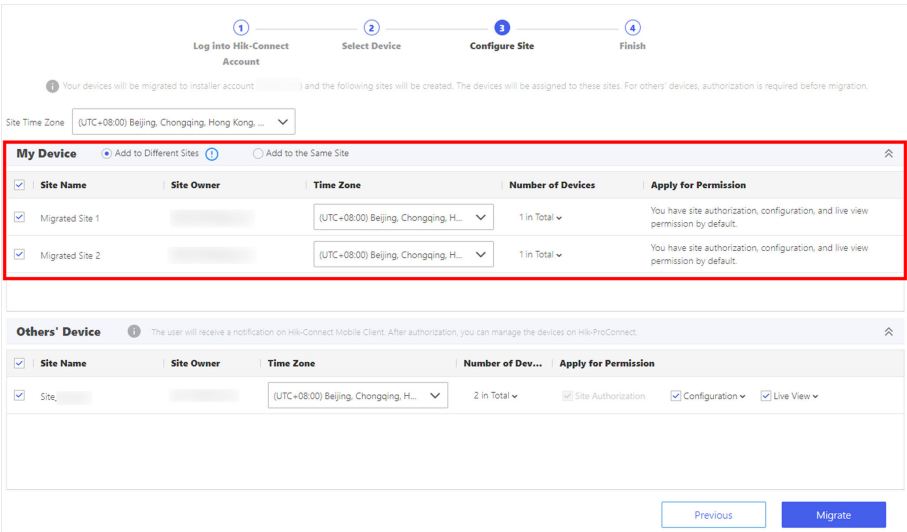 1 2 3 4
Log into Hik-Connect Account Select Device Configure Site Finish
Your devices will be migrated to installer account ) and the following sites will be created. The devices will be assigned to these sites. For others' devices, authorization is required before migration.
Site Time Zone (UTC+08:00) Beijing, Chongqing, Hong Kong, ...
My Device Add to Different Sites Add to the Same Site
Site Name Site Owner Time Zone Number of Devices Apply for Permission
Migrated Site 1 (UTC+08:00) Beijing, Chongqing, H... 1 in Total You have site authorization, configuration, and live view
permission by default.
Migrated Site 2 (UTC+08:00) Beijing, Chongqing, H... 1 in Total You have site authorization, configuration, and live view
permission by default.
Others' Device The user will receive a notification on Hik-Connect Mobile Client. After authorization, you can manage the devices on Hik-ProConnect.
Site Name Site Owner Time Zone Number of Dev... Apply for Permission
Site_ (UTC+08:00) Beijing, Chongqing, H... 2 in Total Site Authorization Configuration Live View
Previous Migrate